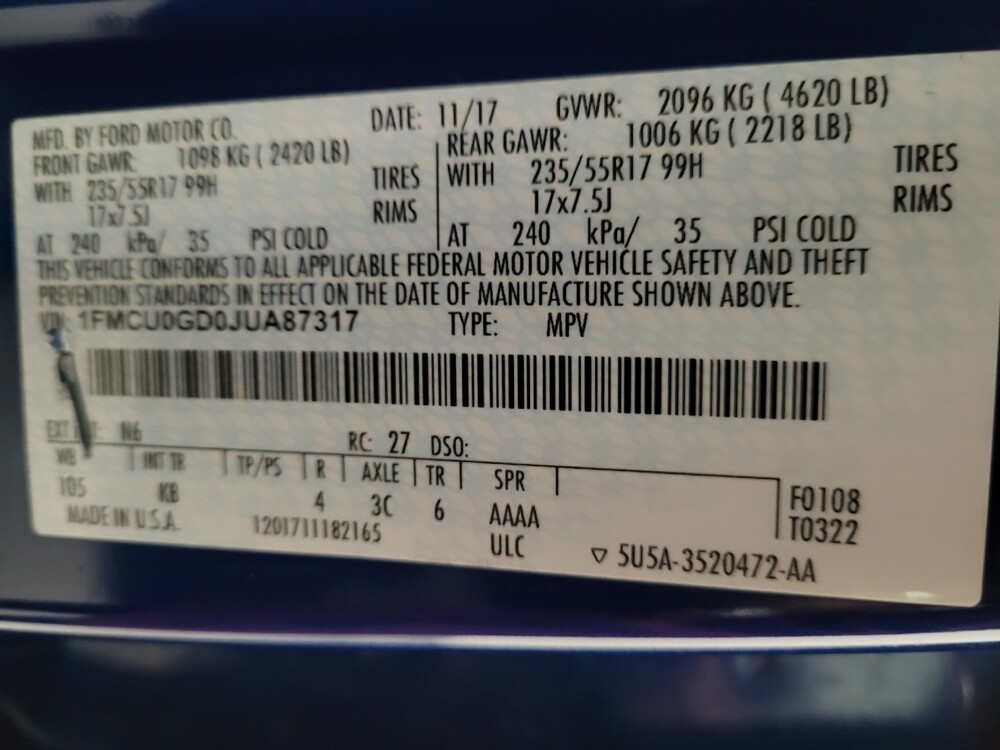 MFD. BY FORD MOTOR CO. DATE: 11/17 GVWR: 2096 KG ( 4620 LB)
FRONT GAWR: 1098 KG ( 2420 LB) REAR GAWR: 1006 KG ( 2218 LB)
WITH 235/55R17 99H TIRES WITH 235/55R17 99H TIRES
17x7.5J RIMS 17x7.5J RIMS
AT 240 kPa/ 35 PSI COLD AT 240 kPa/ 35 PSI COLD
THIS VEHICLE CONFORMS TO ALL APPLICABLE FEDERAL MOTOR VEHICLE SAFETY AND THEFT
PREVENTION STANDARDS IN EFFECT ON THE DATE OF MANUFACTURE SHOWN ABOVE.
VIN: 1FMCU0GD0JUA87317 TYPE: MPV
EXT N6 RC: 27 DSO:
WB INT TR TP/PS R AXLE TR SPR
105 KB 4 3C 6 AAAA F0108
MADE IN U.S.A. 1201711182165 ULC T0322
▽ 5U5A-3520472-AA